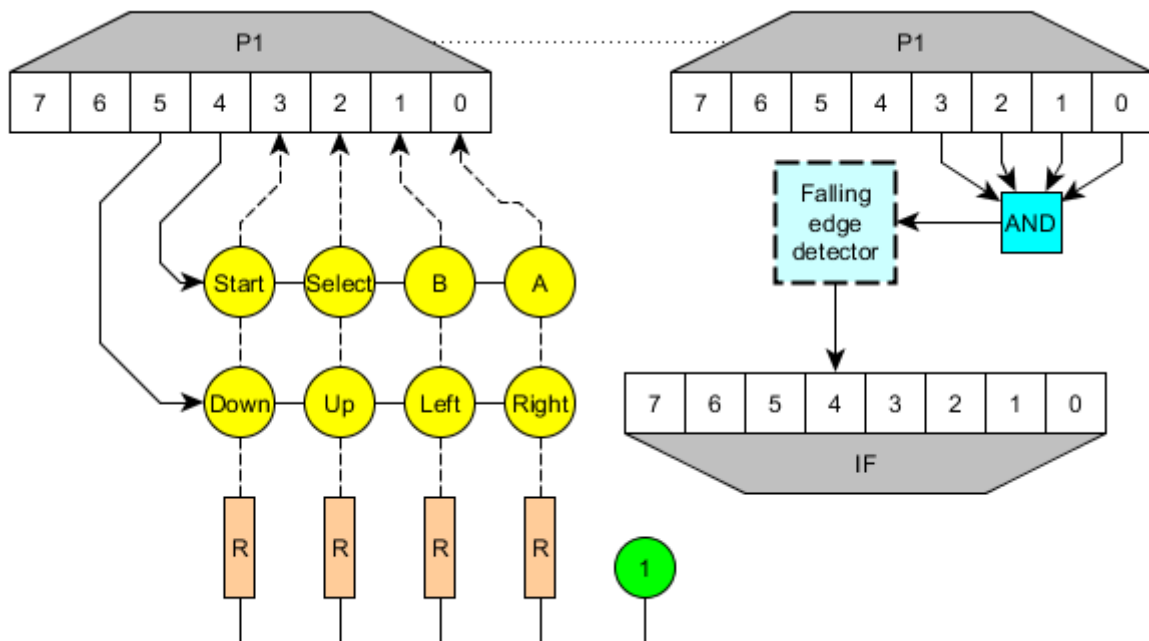 P1
7 6 5 4 3 2 1 0
P1
7 6 5 4 3 2 1 0
Falling
edge
detector
AND
Start Select B A
Down Up Left Right
7 6 5 4 3 2 1 0
IF
R R R R
1